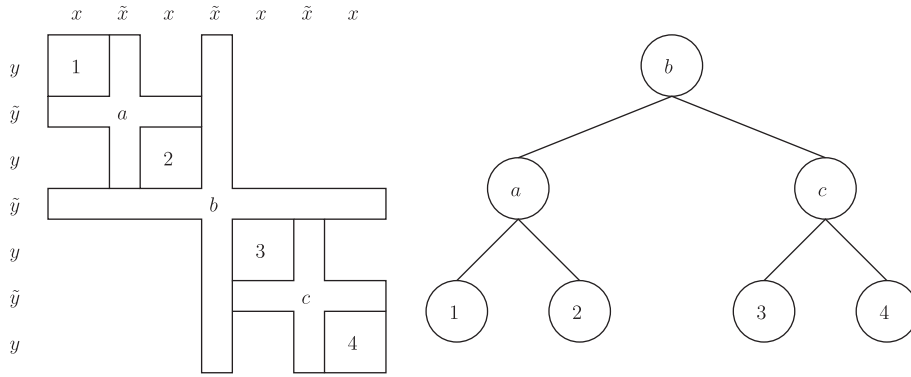 x x̃ x x̃ x x̃ x
y 1
ỹ a
y 2
ỹ b
y 3
ỹ c
y 4
b
a c
1 2 3 4